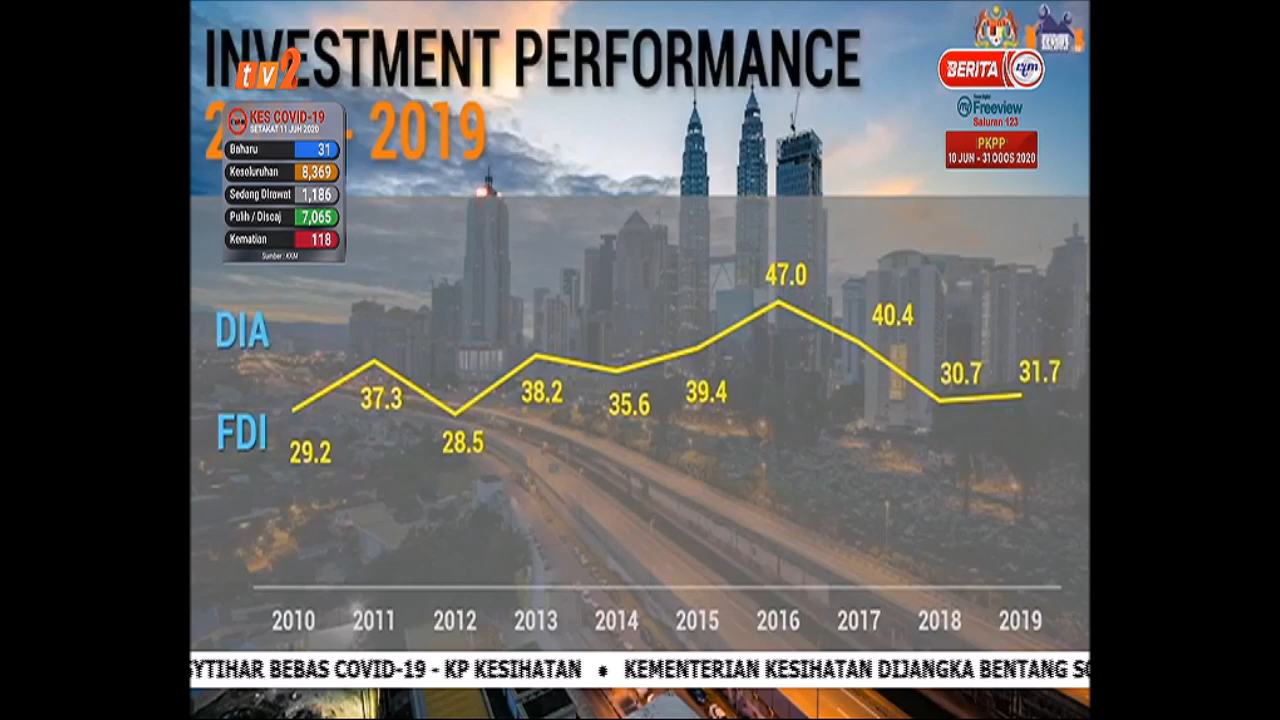 INVESTMENT PERFORMANCE
tv2
- 2019
KES COVID-19
SETAKAT 11 JUN 2020
Baharu 31
Keseluruhan 8,369
Sedang Dirawat 1,186
Pulih / Discaj 7,065
Kematian 118
Sumber : KKM
BERITA rtm
my Freeview
Saluran 123
PKPP
10 JUN - 31 OGOS 2020
DIA
FDI
29.2
37.3
28.5
38.2
35.6
39.4
47.0
40.4
30.7
31.7
2010 2011 2012 2013 2014 2015 2016 2017 2018 2019
YTIHAR BEBAS COVID-19 - KP KESIHATAN • KEMENTERIAN KESIHATAN DIJANGKA BENTANG